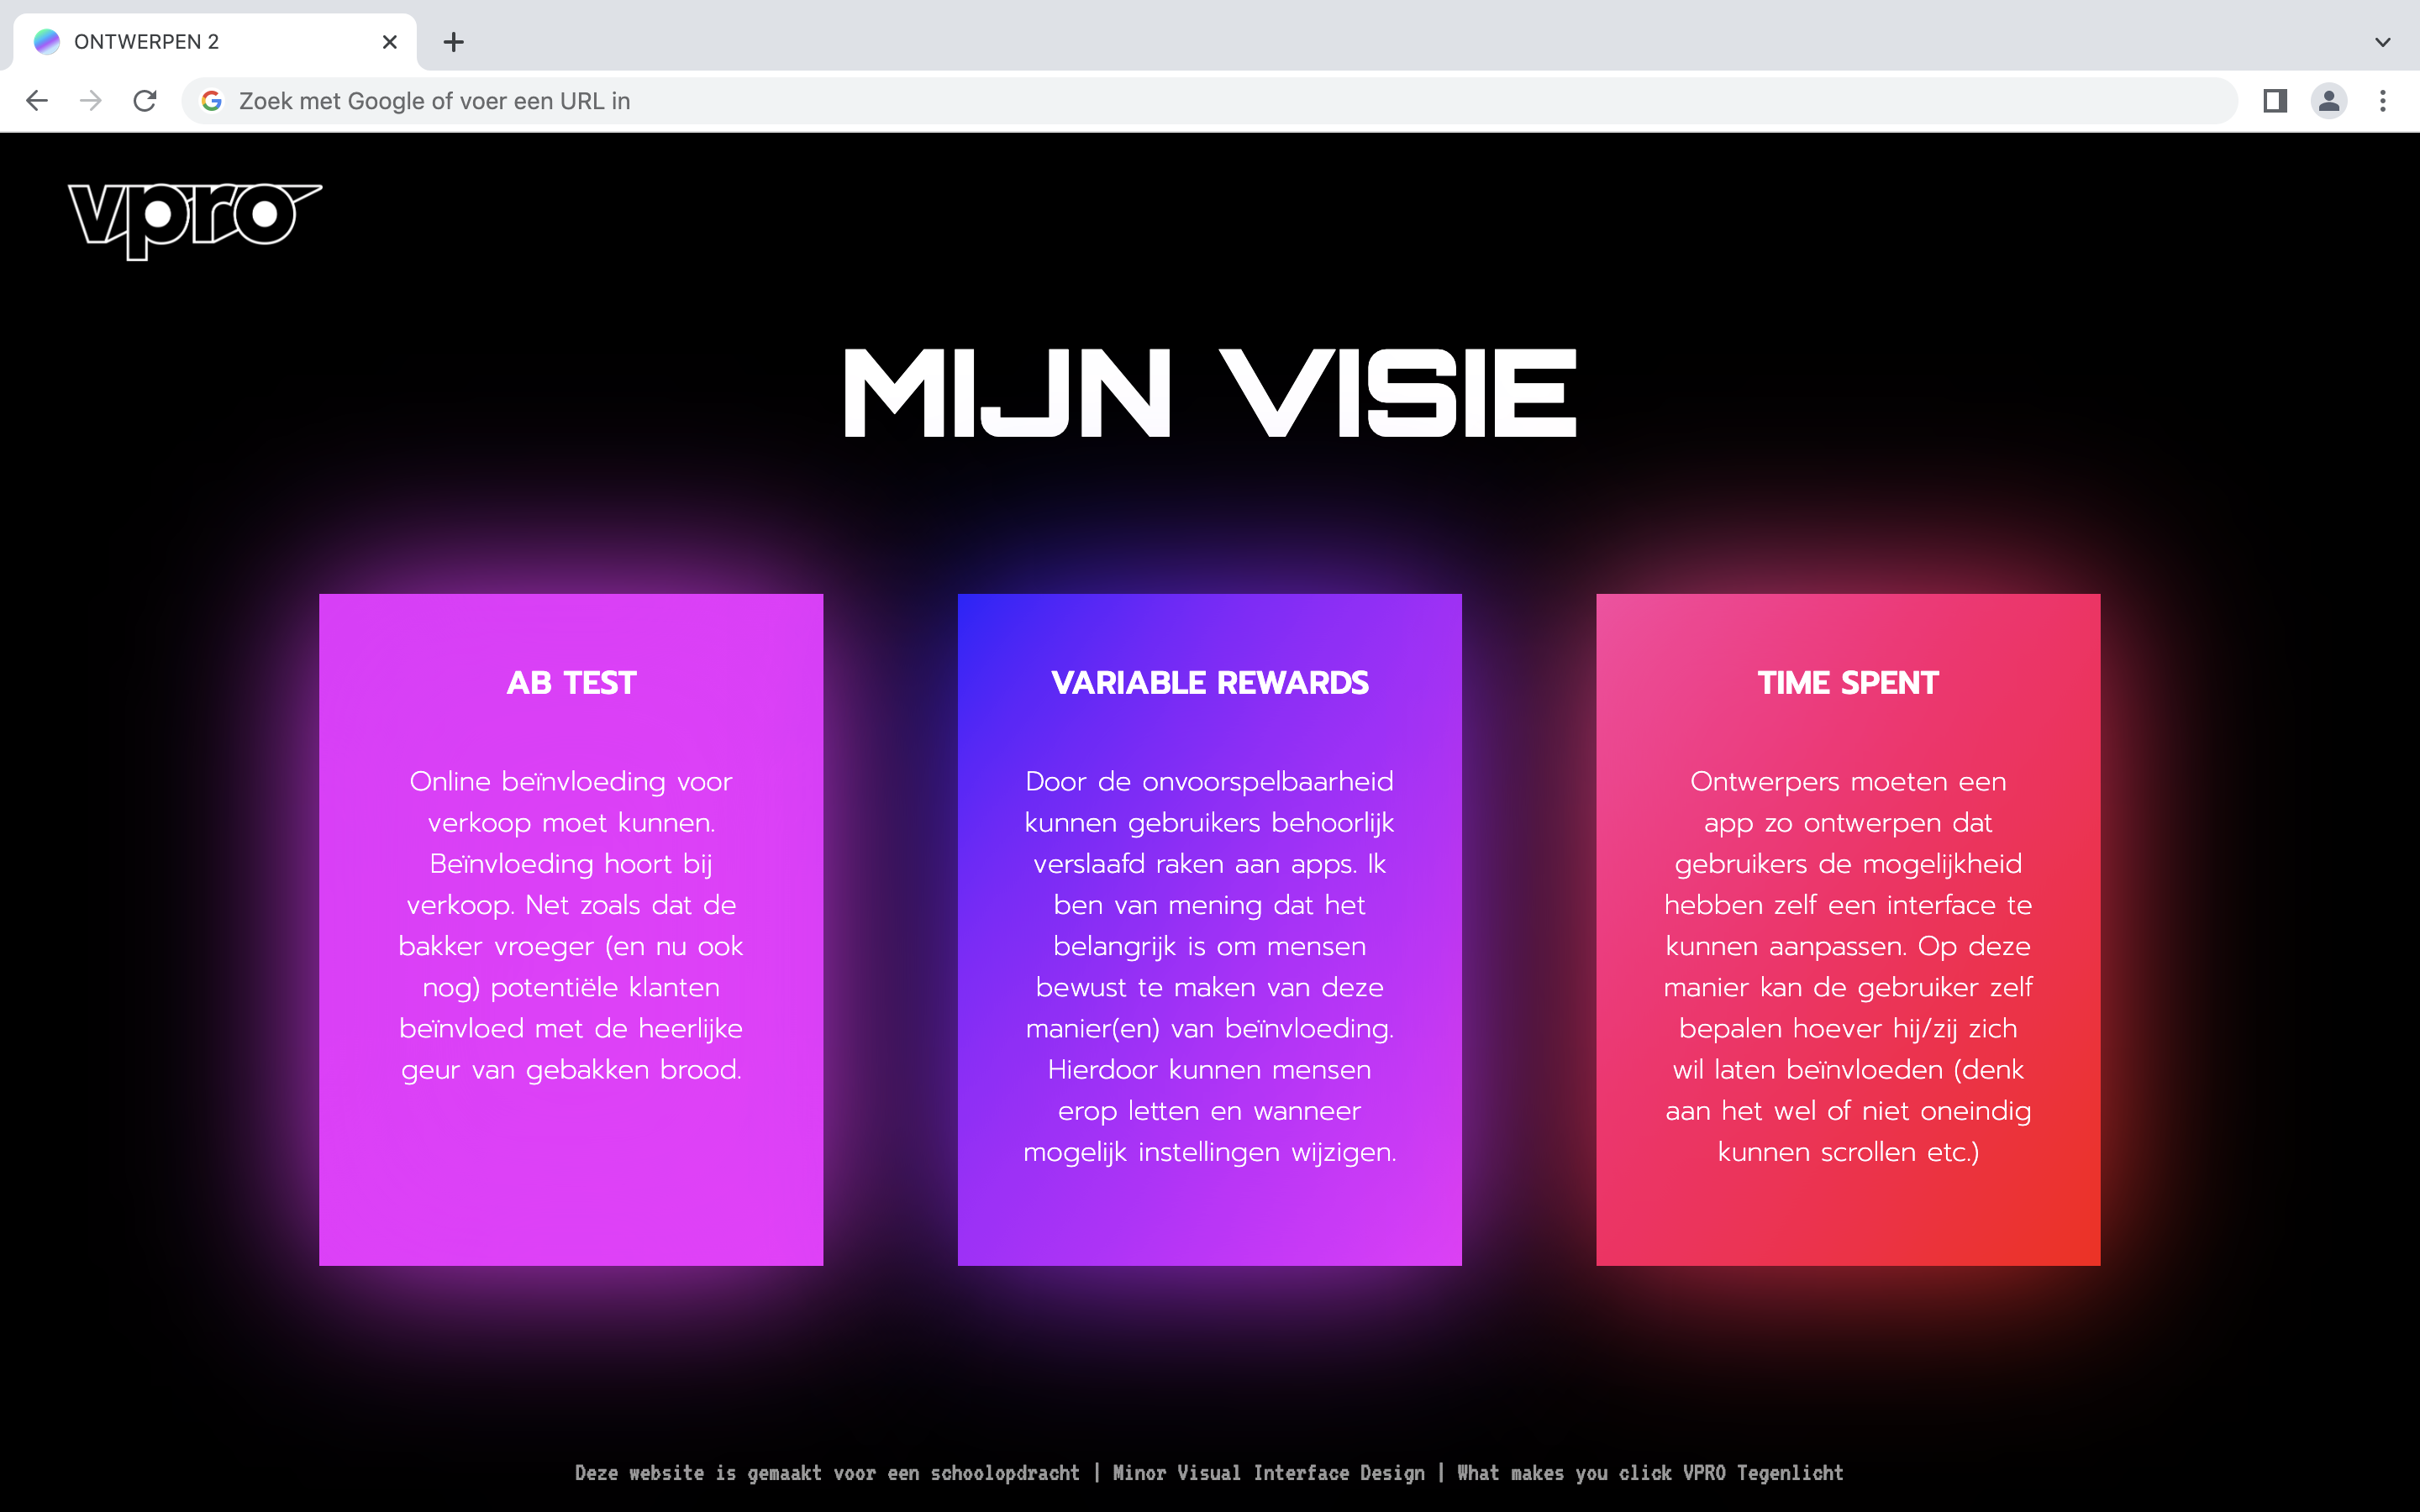 ONTWERPEN 2
Zoek met Google of voer een URL in
vpro
MIJN VISIE
AB TEST
Online beïnvloeding voor
verkoop moet kunnen.
Beïnvloeding hoort bij
verkoop. Net zoals dat de
bakker vroeger (en nu ook
nog) potentiële klanten
beïnvloed met de heerlijke
geur van gebakken brood.
VARIABLE REWARDS
Door de onvoorspelbaarheid
kunnen gebruikers behoorlijk
verslaafd raken aan apps. Ik
ben van mening dat het
belangrijk is om mensen
bewust te maken van deze
manier(en) van beïnvloeding.
Hierdoor kunnen mensen
erop letten en wanneer
mogelijk instellingen wijzigen.
TIME SPENT
Ontwerpers moeten een
app zo ontwerpen dat
gebruikers de mogelijkheid
hebben zelf een interface te
kunnen aanpassen. Op deze
manier kan de gebruiker zelf
bepalen hoever hij/zij zich
wil laten beïnvloeden (denk
aan het wel of niet oneindig
kunnen scrollen etc.)
Deze website is gemaakt voor een schoolopdracht | Minor Visual Interface Design | What makes you click VPRO Tegenlicht